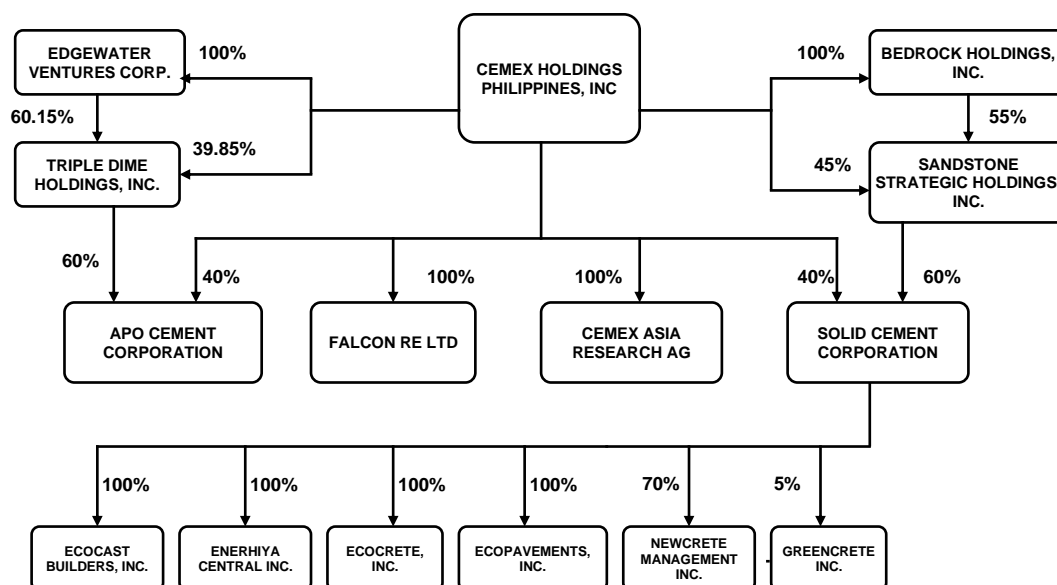 EDGEWATER
VENTURES CORP.
100%
CEMEX HOLDINGS
PHILIPPINES, INC
100%
BEDROCK HOLDINGS,
INC.
60.15%
55%
TRIPLE DIME
HOLDINGS, INC.
39.85%
45%
SANDSTONE
STRATEGIC HOLDINGS
INC.
60%
40%
100%
100%
40%
60%
APO CEMENT
CORPORATION
FALCON RE LTD
CEMEX ASIA
RESEARCH AG
SOLID CEMENT
CORPORATION
100%
100%
100%
100%
70%
5%
ECOCAST
BUILDERS, INC.
ENERHIYA
CENTRAL INC.
ECOCRETE,
INC.
ECOPAVEMENTS,
INC.
NEWCRETE
MANAGEMENT
INC.
GREENCRETE
INC.